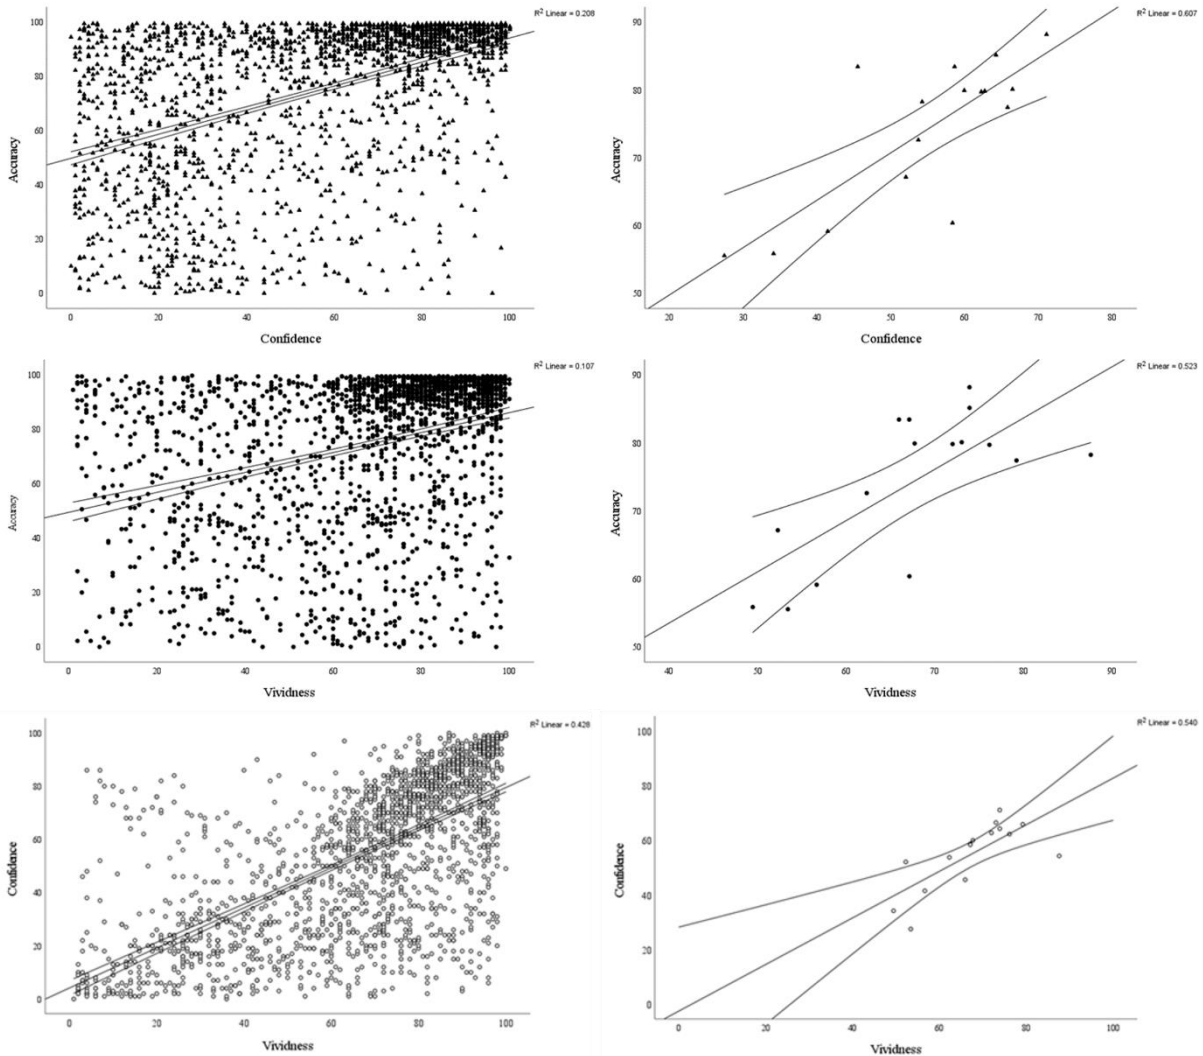 R² Linear = 0.208
100
80
60
40
20
0
Accuracy
0 20 40 60 80 100
Confidence
R² Linear = 0.607
90
80
70
60
50
Accuracy
20 30 40 50 60 70 80
Confidence
R² Linear = 0.107
100
80
60
40
20
0
Accuracy
0 20 40 60 80 100
Vividness
R² Linear = 0.523
90
80
70
60
50
Accuracy
40 50 60 70 80 90
Vividness
R² Linear = 0.428
100
80
60
40
20
0
Confidence
0 20 40 60 80 100
Vividness
R² Linear = 0.540
100
80
60
40
20
0
Confidence
0 20 40 60 80 100
Vividness